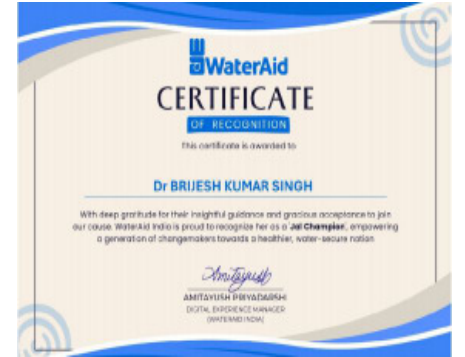 WaterAid
CERTIFICATE
OF RECOGNITION
This certificate is awarded to
Dr BRIJESH KUMAR SINGH
With deep gratitude for their insightful guidance and gracious acceptance to join
our cause. WaterAid India is proud to recognize her as a 'Jal Champion', empowering
a generation of changemakers towards a healthier, water-secure nation
Amitayush
AMITAYUSH PRIYADARSHI
DIGITAL EXPERIENCE MANAGER
(WATERAID INDIA)